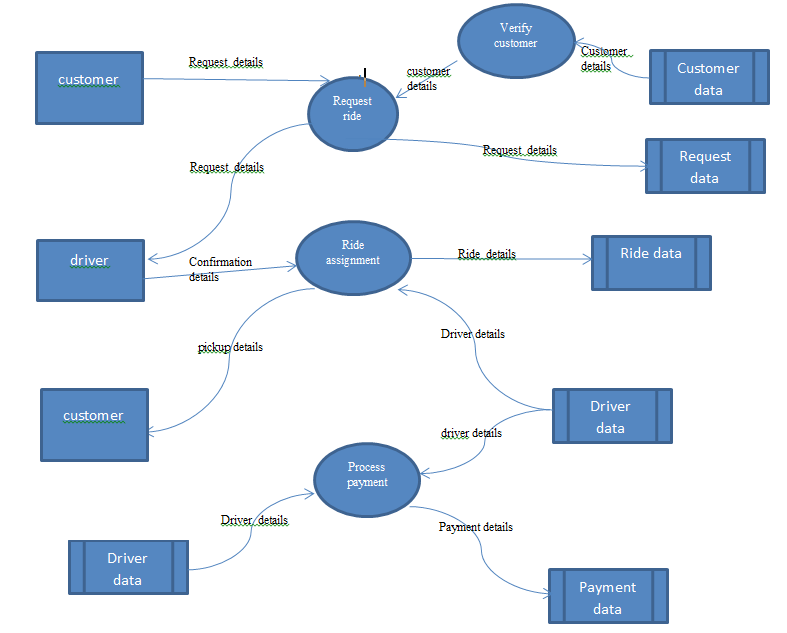 Verify
customer
Customer
details
Customer
data
customer
Request details
customer
details
Request
ride
Request details
Request
data
Request details
driver
Confirmation
details
Ride
assignment
Ride details
Ride data
pickup details
Driver details
customer
Driver
data
driver details
Process
payment
Driver details
Payment details
Driver
data
Payment
data